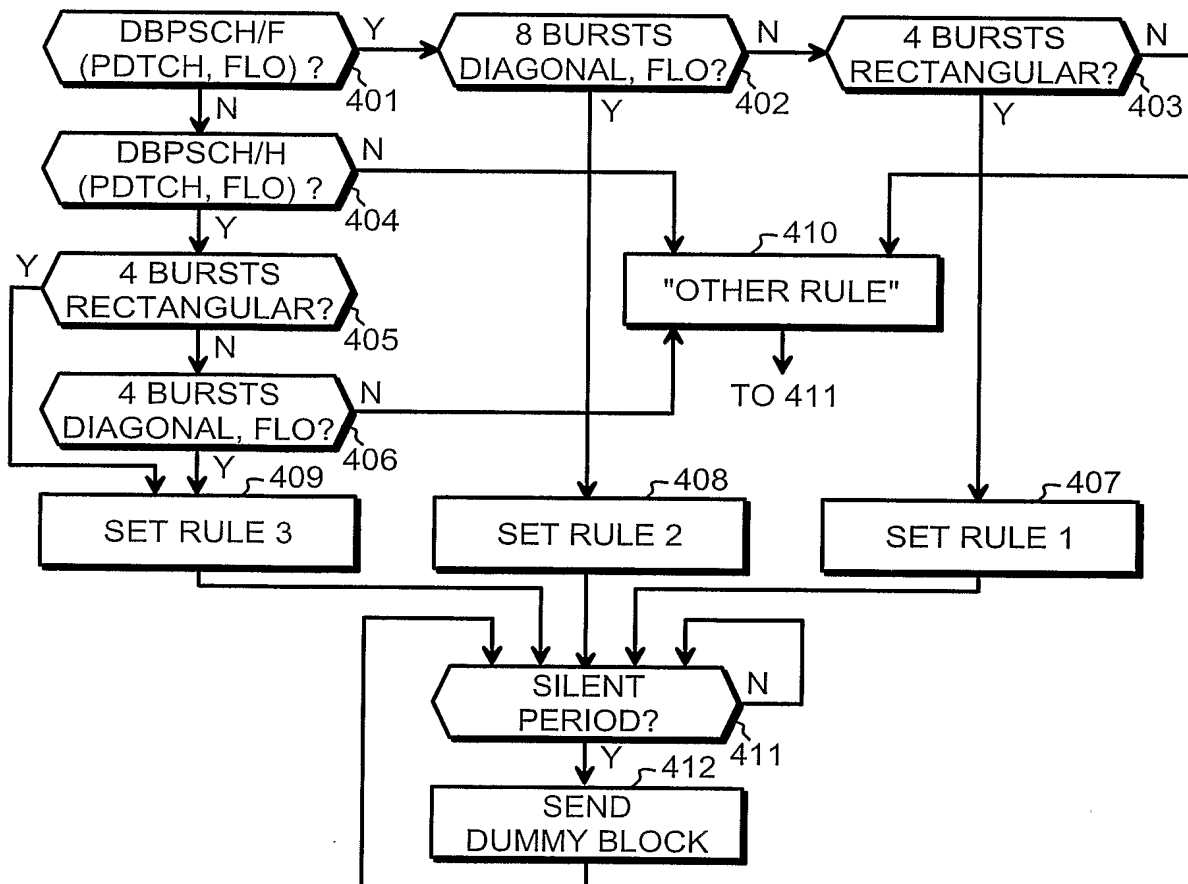 DBPSCH/F
(PDTCH, FLO) ?
401
Y
N
8 BURSTS
DIAGONAL, FLO?
402
N
Y
4 BURSTS
RECTANGULAR?
403
N
Y
DBPSCH/H
(PDTCH, FLO) ?
404
N
Y
410
"OTHER RULE"
TO 411
Y
4 BURSTS
RECTANGULAR?
405
N
4 BURSTS
DIAGONAL, FLO?
406
N
Y
409
SET RULE 3
408
SET RULE 2
407
SET RULE 1
SILENT
PERIOD?
411
N
Y
412
SEND
DUMMY BLOCK